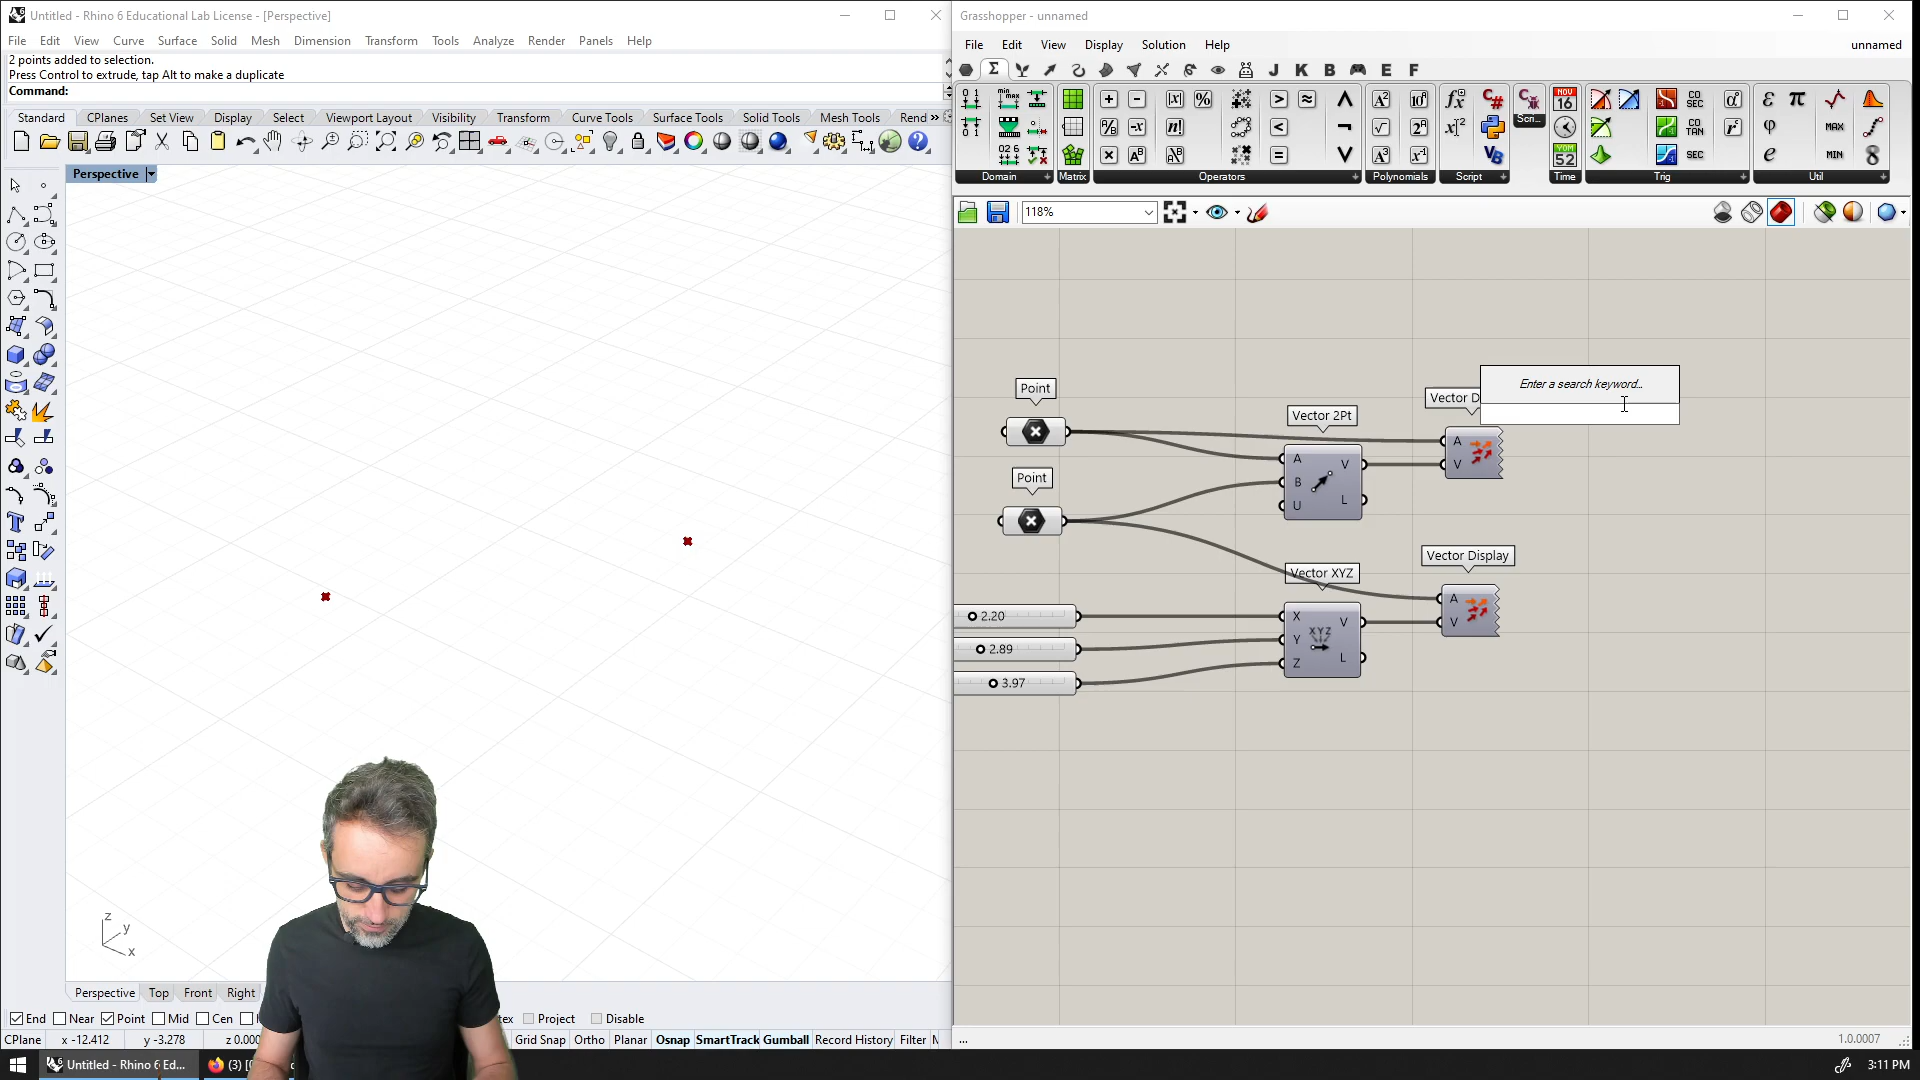 Untitled - Rhino 6 Educational Lab License - [Perspective]
File Edit View Curve Surface Solid Mesh Dimension Transform Tools Analyze Render Panels Help
2 points added to selection.
Press Control to extrude, tap Alt to make a duplicate
Command:
Standard CPlanes Set View Display Select Viewport Layout Visibility Transform Curve Tools Surface Tools Solid Tools Mesh Tools Rend »
Perspective
z
y
x
Perspective Top Front Right
End Near Point Mid Cen Project Disable
CPlane x -12.412 y -3.278 z 0.000 Grid Snap Ortho Planar Osnap SmartTrack Gumball Record History Filter
Untitled - Rhino 6 Ed... (3)
Grasshopper - unnamed
File Edit View Display Solution Help unnamed
J K B E F
Domain Matrix Operators Polynomials Script Time Trig Util
118%
Enter a search keyword...
Point
Vector D
Vector 2Pt
A
V
A
B
U
V
L
Point
Vector XYZ
Vector Display
2.20
2.89
3.97
X
Y
Z
XYZ
V
L
A
V
...
1.0.0007
3:11 PM